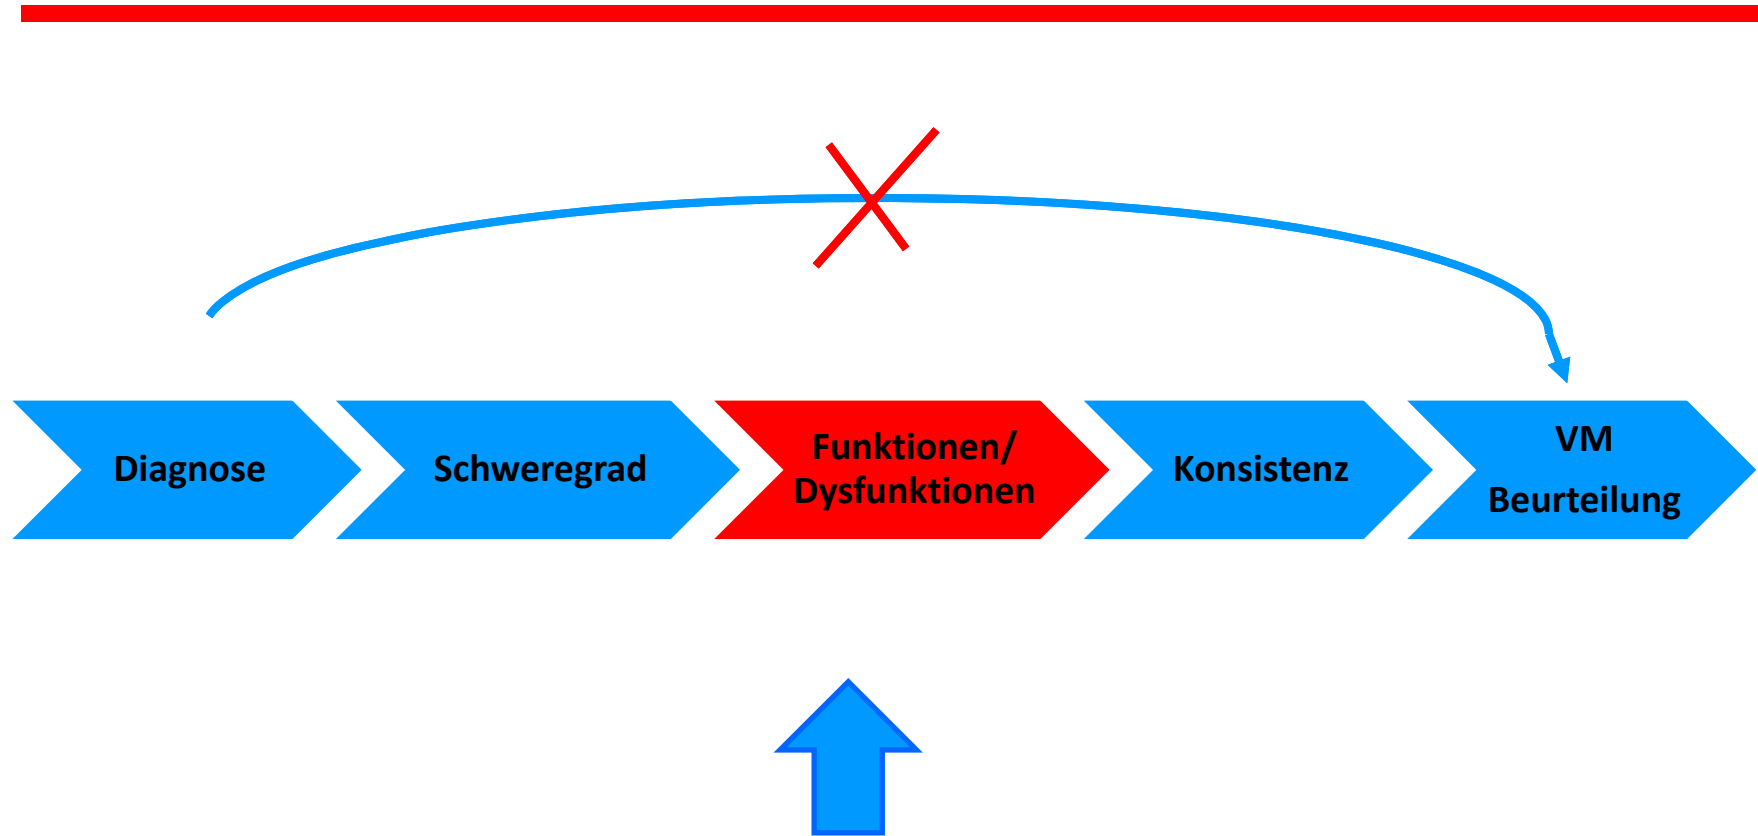 Diagnose
Schweregrad
Funktionen/
Dysfunktionen
Konsistenz
VM
Beurteilung